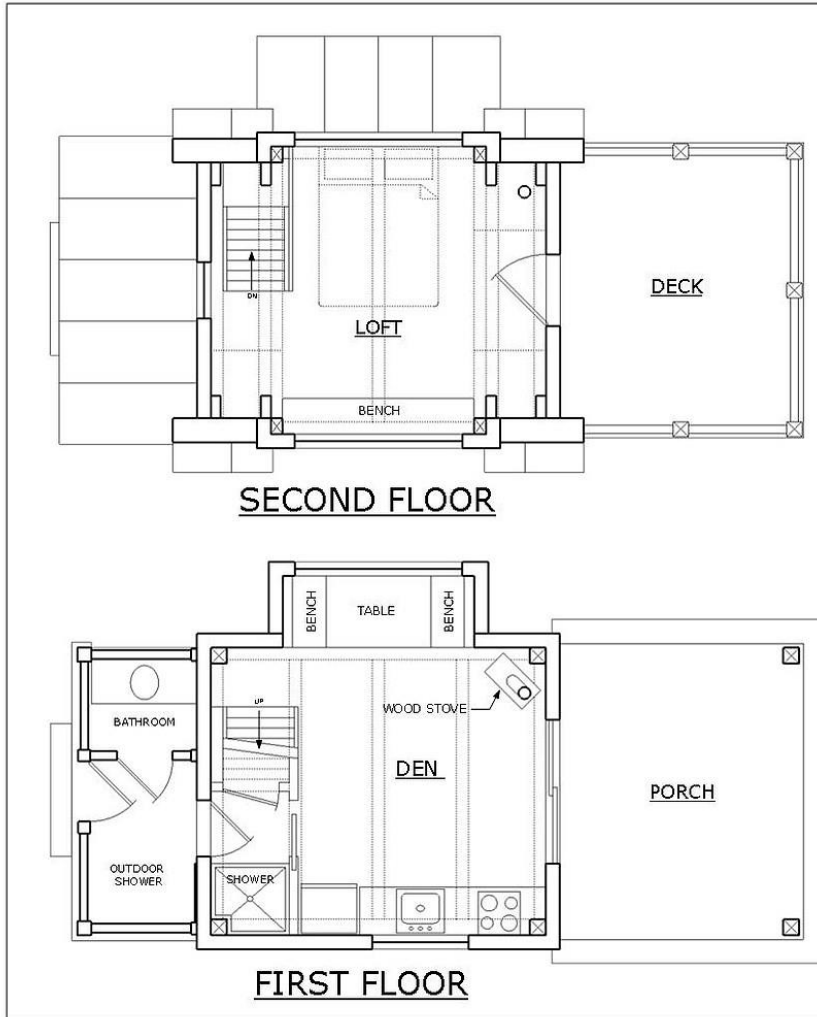 DN
LOFT
DECK
BENCH
SECOND FLOOR
BENCH
TABLE
BENCH
UP
WOOD STOVE
BATHROOM
DEN
PORCH
OUTDOOR
SHOWER
SHOWER
FIRST FLOOR